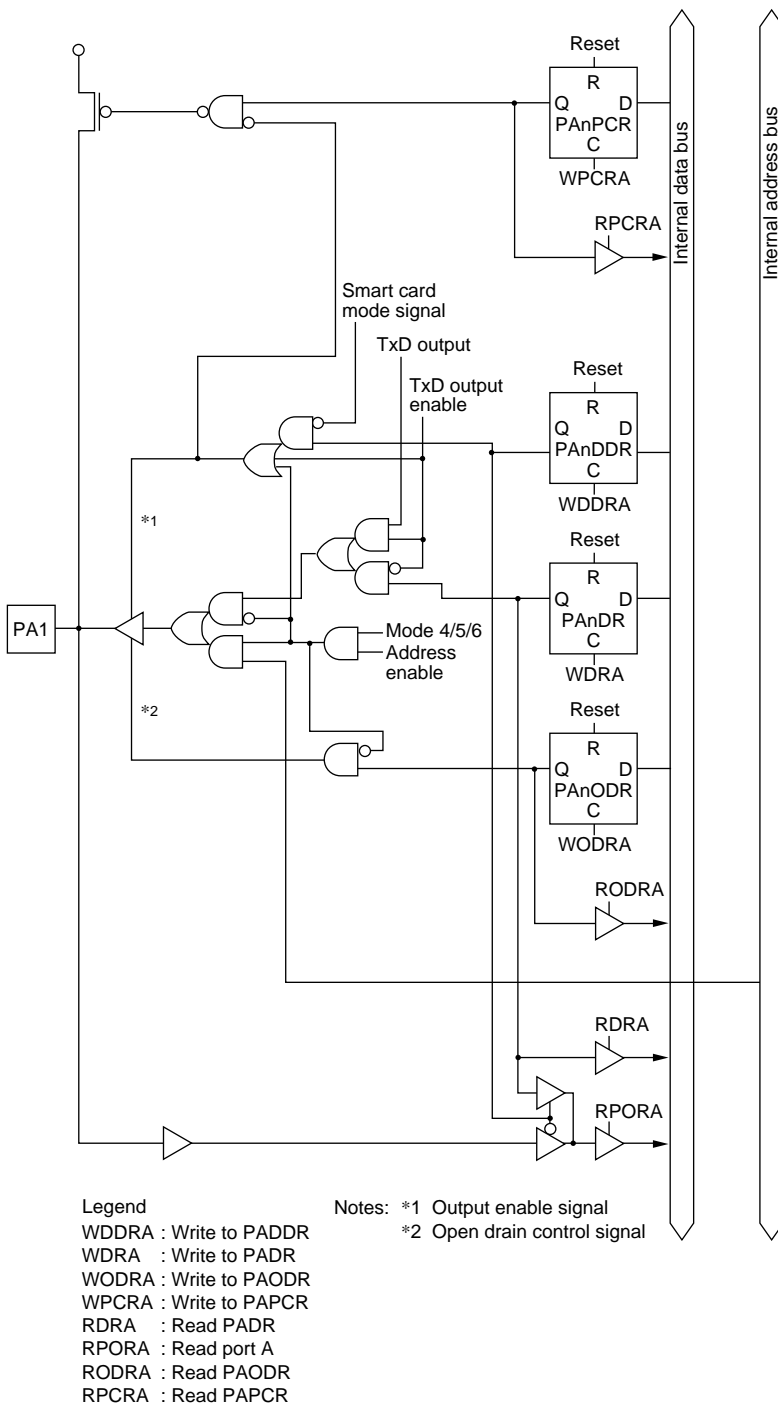 Reset
R
Q D
PAnPCR
C
WPCRA
Internal data bus
Internal address bus
RPCRA
Smart card
mode signal
TxD output
TxD output
enable
Reset
R
Q D
PAnDDR
C
WDDRA
*1
Reset
R
Q D
PAnDR
C
WDRA
PA1
Mode 4/5/6
Address
enable
*2
Reset
R
Q D
PAnODR
C
WODRA
RODRA
RDRA
RPORA
Legend
WDDRA : Write to PADDR
WDRA : Write to PADR
WODRA : Write to PAODR
WPCRA : Write to PAPCR
RDRA : Read PADR
RPORA : Read port A
RODRA : Read PAODR
RPCRA : Read PAPCR
Notes: *1 Output enable signal
*2 Open drain control signal